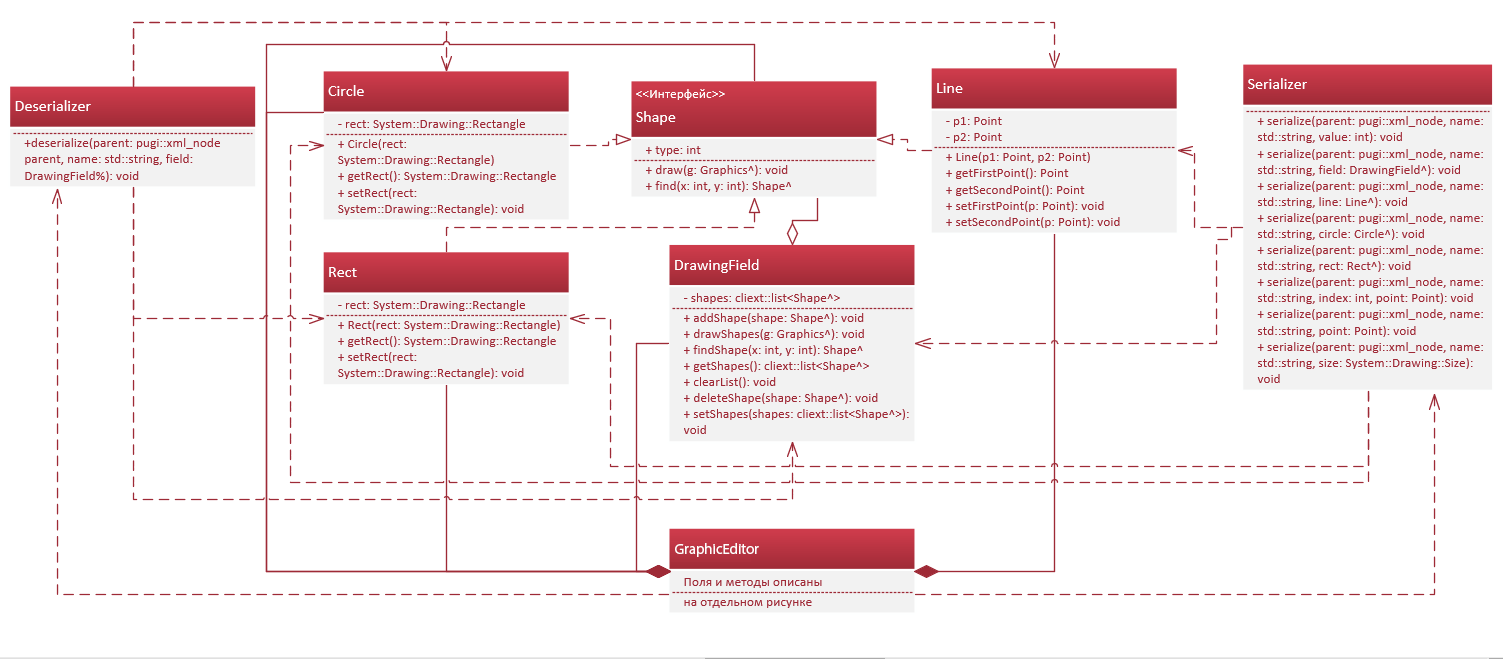 Deserializer
+deserialize(parent: pugi::xml_node
parent, name: std::string, field:
DrawingField%): void
Circle
- rect: System::Drawing::Rectangle
+ Circle(rect:
System::Drawing::Rectangle)
+ getRect(): System::Drawing::Rectangle
+ setRect(rect:
System::Drawing::Rectangle): void
<<Интерфейс>>
Shape
+ type: int
+ draw(g: Graphics^): void
+ find(x: int, y: int): Shape^
Line
- p1: Point
- p2: Point
+ Line(p1: Point, p2: Point)
+ getFirstPoint(): Point
+ getSecondPoint(): Point
+ setFirstPoint(p: Point): void
+ setSecondPoint(p: Point): void
Serializer
+ serialize(parent: pugi::xml_node, name:
std::string, value: int): void
+ serialize(parent: pugi::xml_node, name:
std::string, field: DrawingField^): void
+ serialize(parent: pugi::xml_node, name:
std::string, line: Line^): void
+ serialize(parent: pugi::xml_node, name:
std::string, circle: Circle^): void
+ serialize(parent: pugi::xml_node, name:
std::string, rect: Rect^): void
+ serialize(parent: pugi::xml_node, name:
std::string, index: int, point: Point): void
+ serialize(parent: pugi::xml_node, name:
std::string, point: Point): void
+ serialize(parent: pugi::xml_node, name:
std::string, size: System::Drawing::Size):
void
Rect
- rect: System::Drawing::Rectangle
+ Rect(rect: System::Drawing::Rectangle)
+ getRect(): System::Drawing::Rectangle
+ setRect(rect:
System::Drawing::Rectangle): void
DrawingField
- shapes: cliext::list<Shape^>
+ addShape(shape: Shape^): void
+ drawShapes(g: Graphics^): void
+ findShape(x: int, y: int): Shape^
+ getShapes(): cliext::list<Shape^>
+ clearList(): void
+ deleteShape(shape: Shape^): void
+ setShapes(shapes: cliext::list<Shape^>):
void
GraphicEditor
Поля и методы описаны
на отдельном рисунке